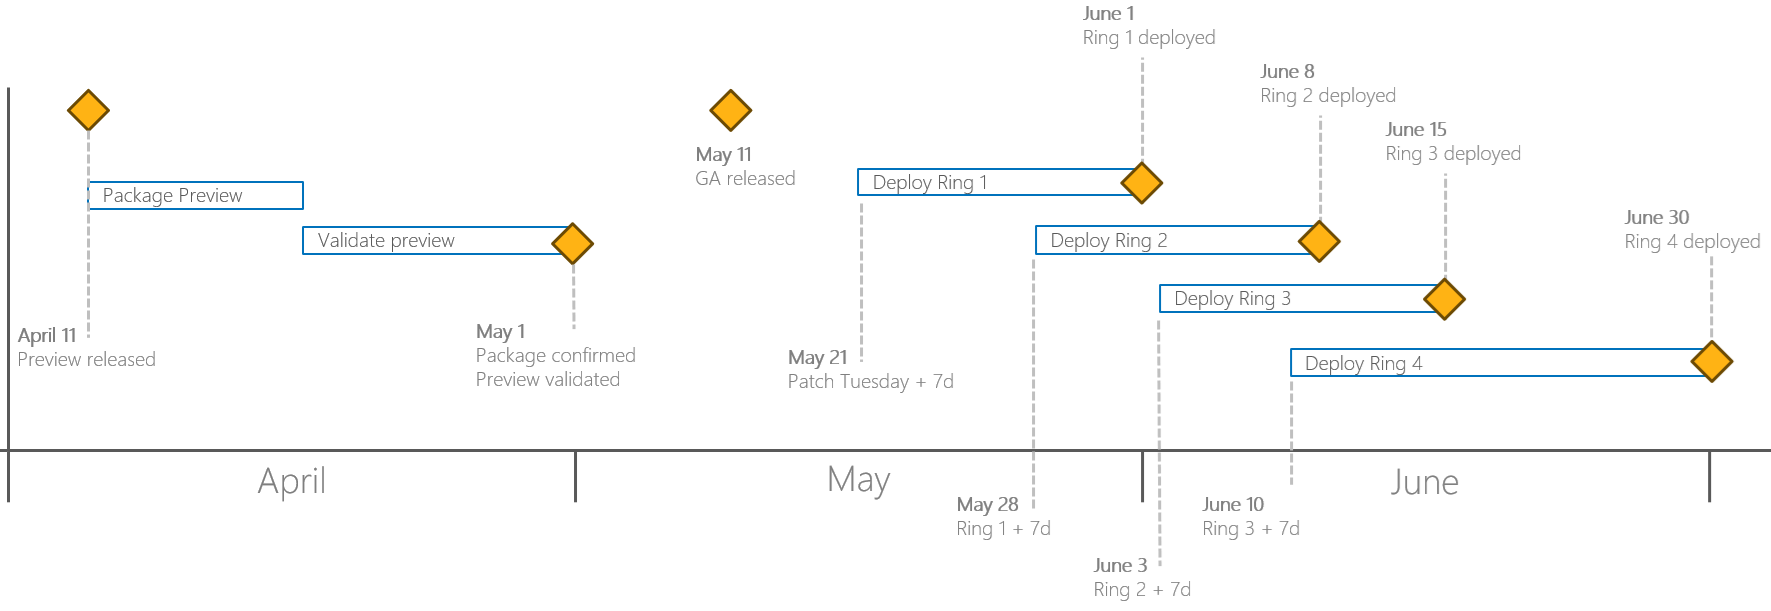 June 1
Ring 1 deployed
June 8
Ring 2 deployed
June 15
Ring 3 deployed
May 11
GA released
Deploy Ring 1
Package Preview
June 30
Ring 4 deployed
Validate preview
Deploy Ring 2
Deploy Ring 3
April 11
Preview released
May 1
Package confirmed
Preview validated
May 21
Patch Tuesday + 7d
Deploy Ring 4
April
May
June
May 28
Ring 1 + 7d
June 10
Ring 3 + 7d
June 3
Ring 2 + 7d